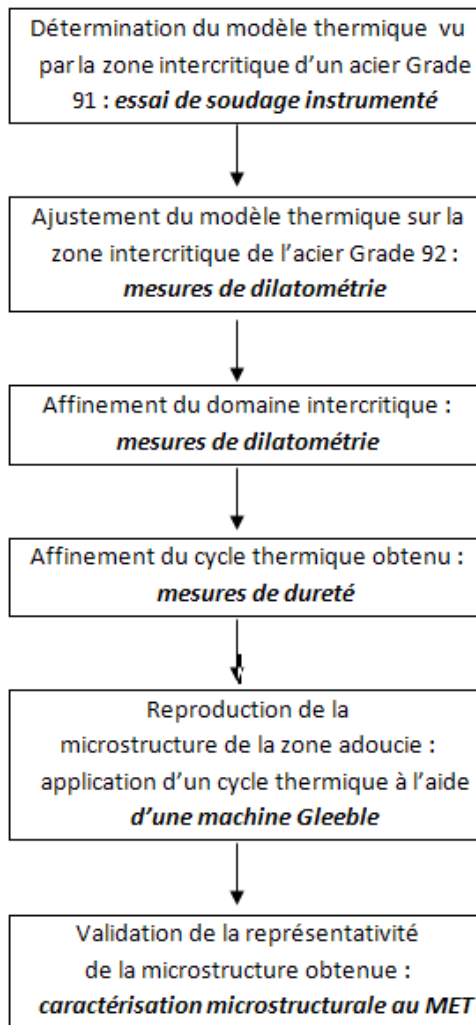 Détermination du modèle thermique vu
par la zone intercritique d'un acier Grade
91 : essai de soudage instrumenté
Ajustement du modèle thermique sur la
zone intercritique de l'acier Grade 92 :
mesures de dilatométrie
Affinement du domaine intercritique :
mesures de dilatométrie
Affinement du cycle thermique obtenu :
mesures de dureté
Reproduction de la
microstructure de la zone adoucie :
application d'un cycle thermique à l'aide
d'une machine Gleeble
Validation de la représentativité
de la microstructure obtenue :
caractérisation microstructurale au MET